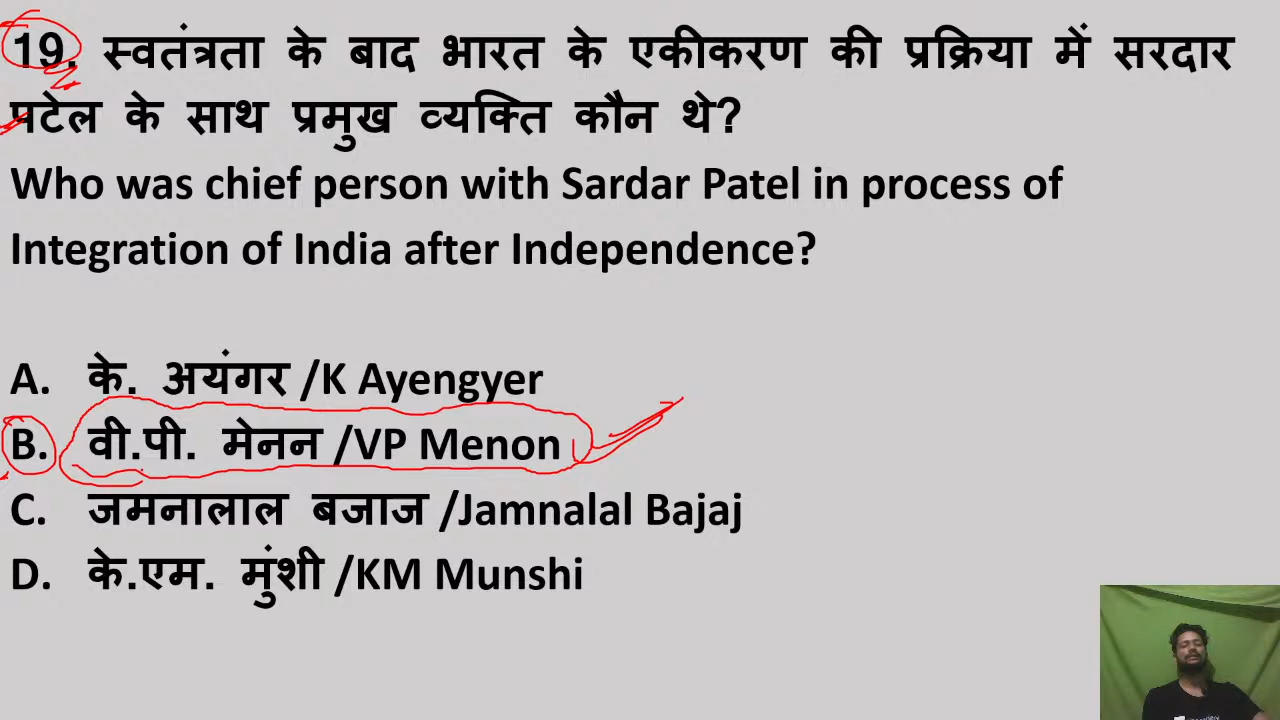 19. स्वतंत्रता के बाद भारत के एकीकरण की प्रक्रिया में सरदार
पटेल के साथ प्रमुख व्यक्ति कौन थे?
Who was chief person with Sardar Patel in process of
Integration of India after Independence?
A. के. अयंगर /K Ayengyer
B. वी.पी. मेनन /VP Menon
C. जमनालाल बजाज /Jamnalal Bajaj
D. के.एम. मुंशी /KM Munshi